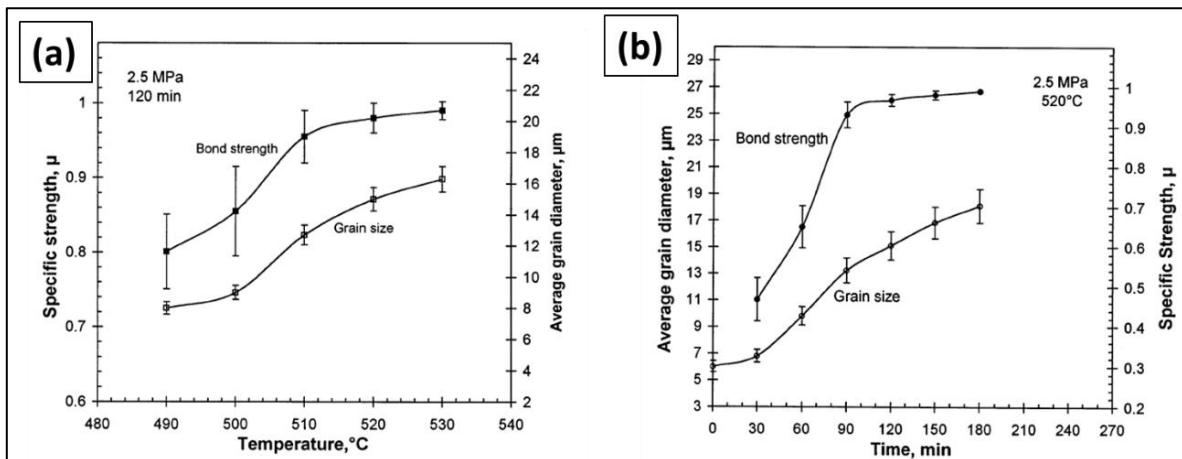 (a)
2.5 MPa
120 min
Bond strength
Grain size
Specific strength, µ
1
0.9
0.8
0.7
0.6
Average grain diameter, µm
24
22
20
18
16
14
12
10
8
6
4
2
480 490 500 510 520 530 540
Temperature,°C
(b)
2.5 MPa
520°C
Bond strength
Grain size
Average grain diameter, µm
29
27
25
23
21
19
17
15
13
11
9
7
5
3
Specific Strength, µ
1
0.9
0.8
0.7
0.6
0.5
0.4
0.3
0.2
0 30 60 90 120 150 180 210 240 270
Time, min